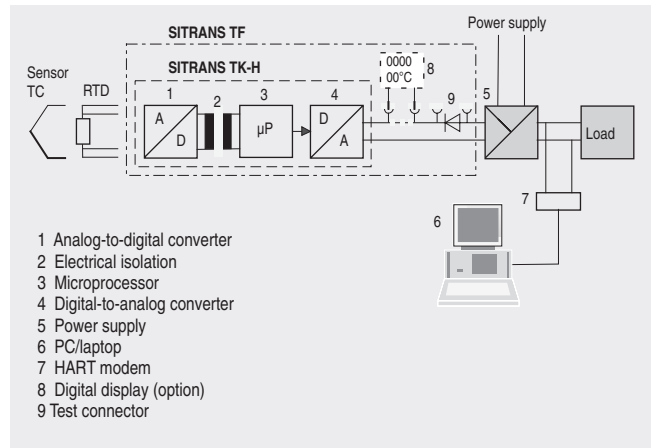 Power supply
SITRANS TF
SITRANS TK-H
0000
00°C
8
Sensor
TC
RTD
1
2
3
4
9
5
A
D
µP
D
A
Load
7
6
1 Analog-to-digital converter
2 Electrical isolation
3 Microprocessor
4 Digital-to-analog converter
5 Power supply
6 PC/laptop
7 HART modem
8 Digital display (option)
9 Test connector